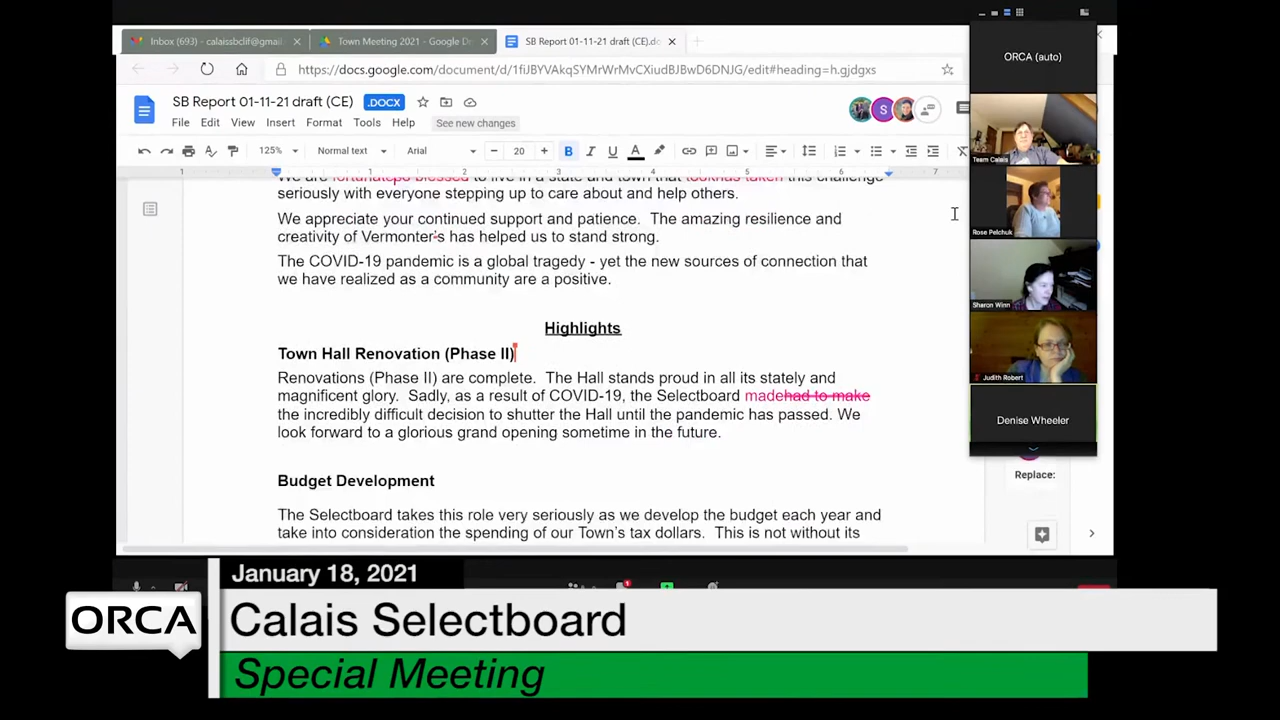 Inbox (693) - calaissbclif@gmail
Town Meeting 2021 - Google Dr
SB Report 01-11-21 draft (CE).do
https://docs.google.com/document/d/1fiJBYVAkqSYMrWrMvCXiudBJBwD6DNJG/edit#heading=h.gjdgxs
SB Report 01-11-21 draft (CE) .DOCX
File Edit View Insert Format Tools Help See new changes
125% Normal text Arial 20 B I U A
S
1 1 2 3 4 5 6 7
seriously with everyone stepping up to care about and help others.
We appreciate your continued support and patience. The amazing resilience and
creativity of Vermonter's has helped us to stand strong.
The COVID-19 pandemic is a global tragedy - yet the new sources of connection that
we have realized as a community are a positive.
Highlights
Town Hall Renovation (Phase II)
Renovations (Phase II) are complete. The Hall stands proud in all its stately and
magnificent glory. Sadly, as a result of COVID-19, the Selectboard madehad to make
the incredibly difficult decision to shutter the Hall until the pandemic has passed. We
look forward to a glorious grand opening sometime in the future.
Budget Development
The Selectboard takes this role very seriously as we develop the budget each year and
take into consideration the spending of our Town's tax dollars. This is not without its
ORCA (auto)
Team Calais
Rose Pelchuk
Sharon Winn
Judith Robert
Denise Wheeler
Replace:
January 18, 2021
ORCA
Calais Selectboard
Special Meeting